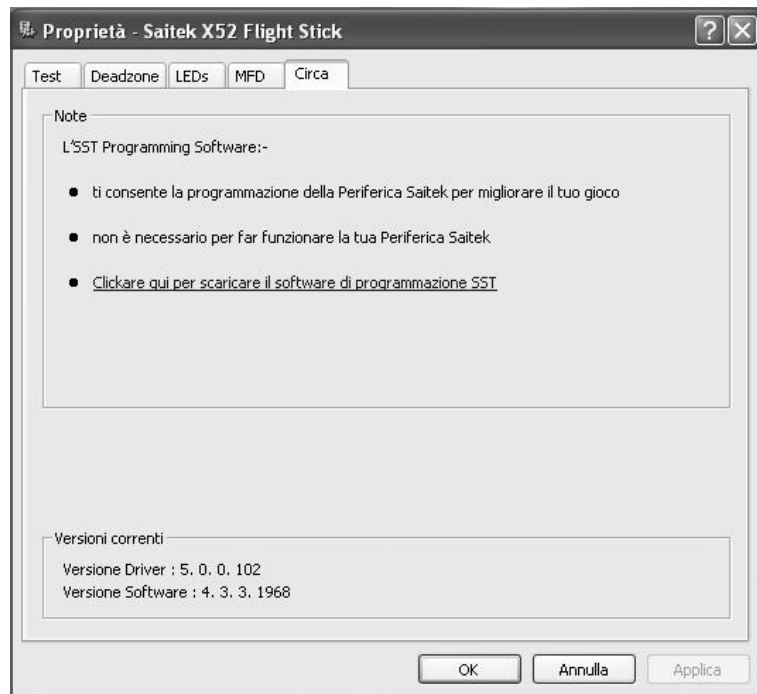 Proprietà - Saitek X52 Flight Stick
Test Deadzone LEDs MFD Circa
Note
L'SST Programming Software:-
ti consente la programmazione della Periferica Saitek per migliorare il tuo gioco
non è necessario per far funzionare la tua Periferica Saitek
Clickare qui per scaricare il software di programmazione SST
Versioni correnti
Versione Driver : 5. 0. 0. 102
Versione Software : 4. 3. 3. 1968
OK Annulla Applica